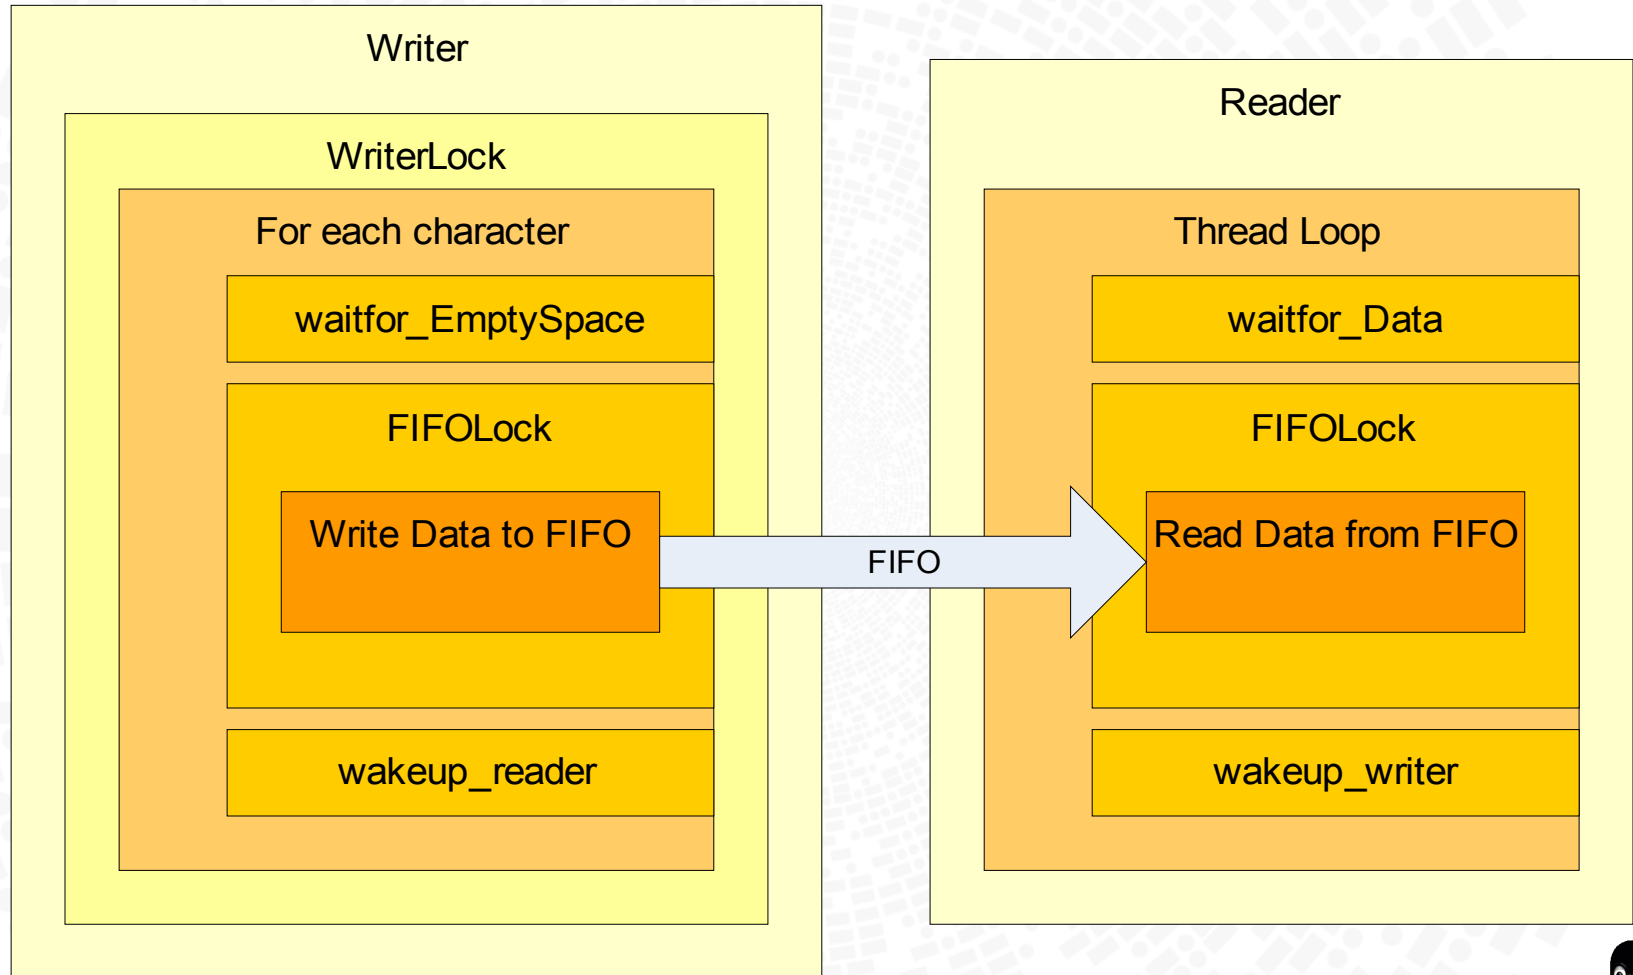 Writer
WriterLock
For each character
waitfor_EmptySpace
FIFOLock
Write Data to FIFO
wakeup_reader
FIFO
Reader
Thread Loop
waitfor_Data
FIFOLock
Read Data from FIFO
wakeup_writer